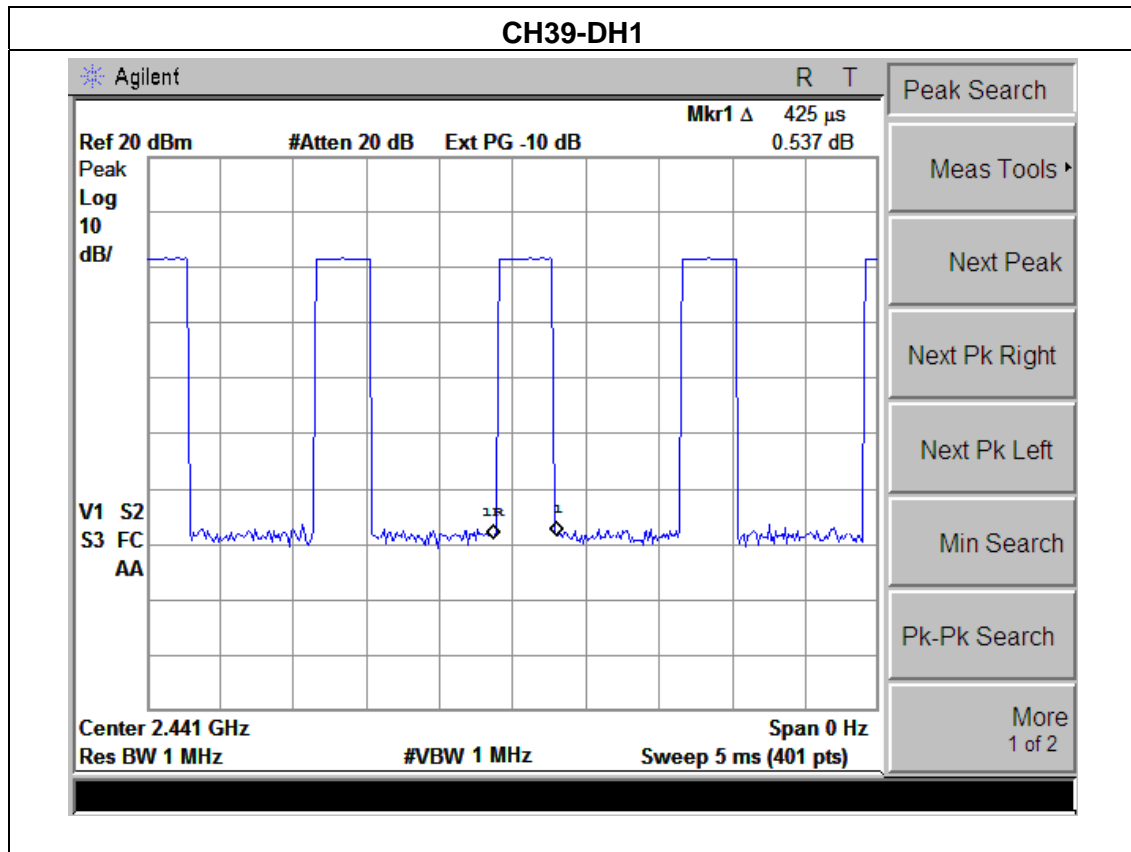 CH39-DH1
Agilent R T
Mkr1 Δ 425 μs
Ref 20 dBm #Atten 20 dB Ext PG -10 dB 0.537 dB
Peak
Log
10
dB/
1R 1
V1 S2
S3 FC
AA
Center 2.441 GHz Span 0 Hz
Res BW 1 MHz #VBW 1 MHz Sweep 5 ms (401 pts)
Peak Search
Meas Tools
Next Peak
Next Pk Right
Next Pk Left
Min Search
Pk-Pk Search
More
1 of 2